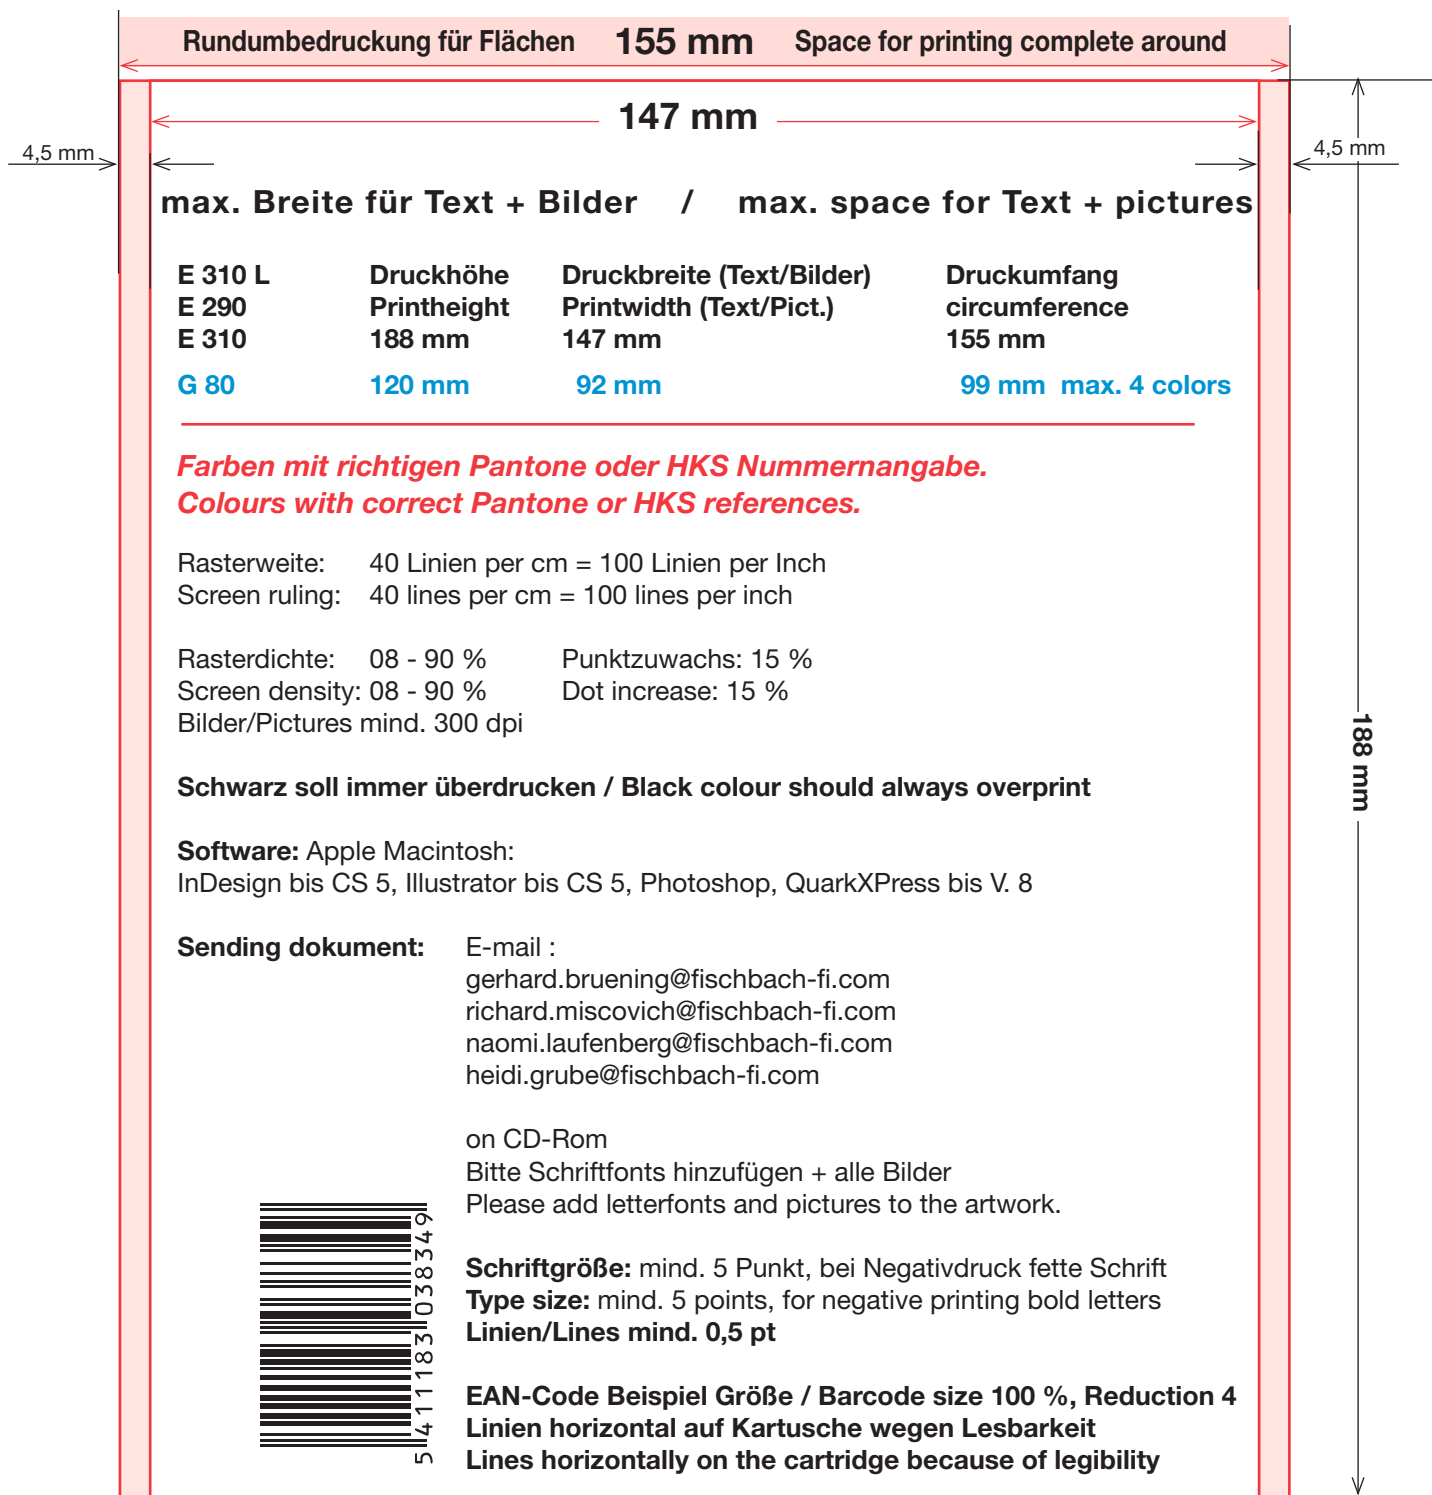 Rundumbedruckung für Flächen 155 mm Space for printing complete around
147 mm
4,5 mm 4,5 mm
max. Breite für Text + Bilder / max. space for Text + pictures
E 310 L Druckhöhe Druckbreite (Text/Bilder) Druckumfang
E 290 Printheight Printwidth (Text/Pict.) circumference
E 310 188 mm 147 mm 155 mm
G 80 120 mm 92 mm 99 mm max. 4 colors
Farben mit richtigen Pantone oder HKS Nummernangabe.
Colours with correct Pantone or HKS references.
Rasterweite: 40 Linien per cm = 100 Linien per Inch
Screen ruling: 40 lines per cm = 100 lines per inch
Rasterdichte: 08 - 90 % Punktzuwachs: 15 %
Screen density: 08 - 90 % Dot increase: 15 %
Bilder/Pictures mind. 300 dpi
188 mm
Schwarz soll immer überdrucken / Black colour should always overprint
Software: Apple Macintosh:
InDesign bis CS 5, Illustrator bis CS 5, Photoshop, QuarkXPress bis V. 8
Sending dokument: E-mail :
gerhard.bruening@fischbach-fi.com
richard.miscovich@fischbach-fi.com
naomi.laufenberg@fischbach-fi.com
heidi.grube@fischbach-fi.com
on CD-Rom
Bitte Schriftfonts hinzufügen + alle Bilder
Please add letterfonts and pictures to the artwork.
5 411183 038349
Schriftgröße: mind. 5 Punkt, bei Negativdruck fette Schrift
Type size: mind. 5 points, for negative printing bold letters
Linien/Lines mind. 0,5 pt
EAN-Code Beispiel Größe / Barcode size 100 %, Reduction 4
Linien horizontal auf Kartusche wegen Lesbarkeit
Lines horizontally on the cartridge because of legibility